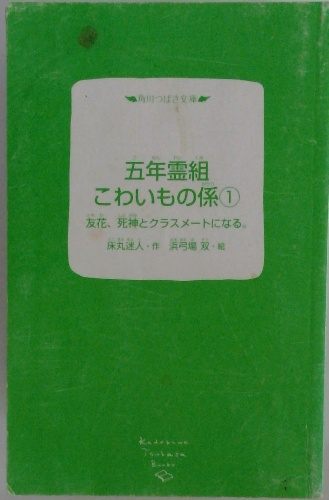 角川つばさ文庫
五年霊組
こわいもの係①
友花、死神とクラスメートになる。
床丸迷人・作 浜弓場 双・絵
Kadokawa
Tsubasa
Bunko